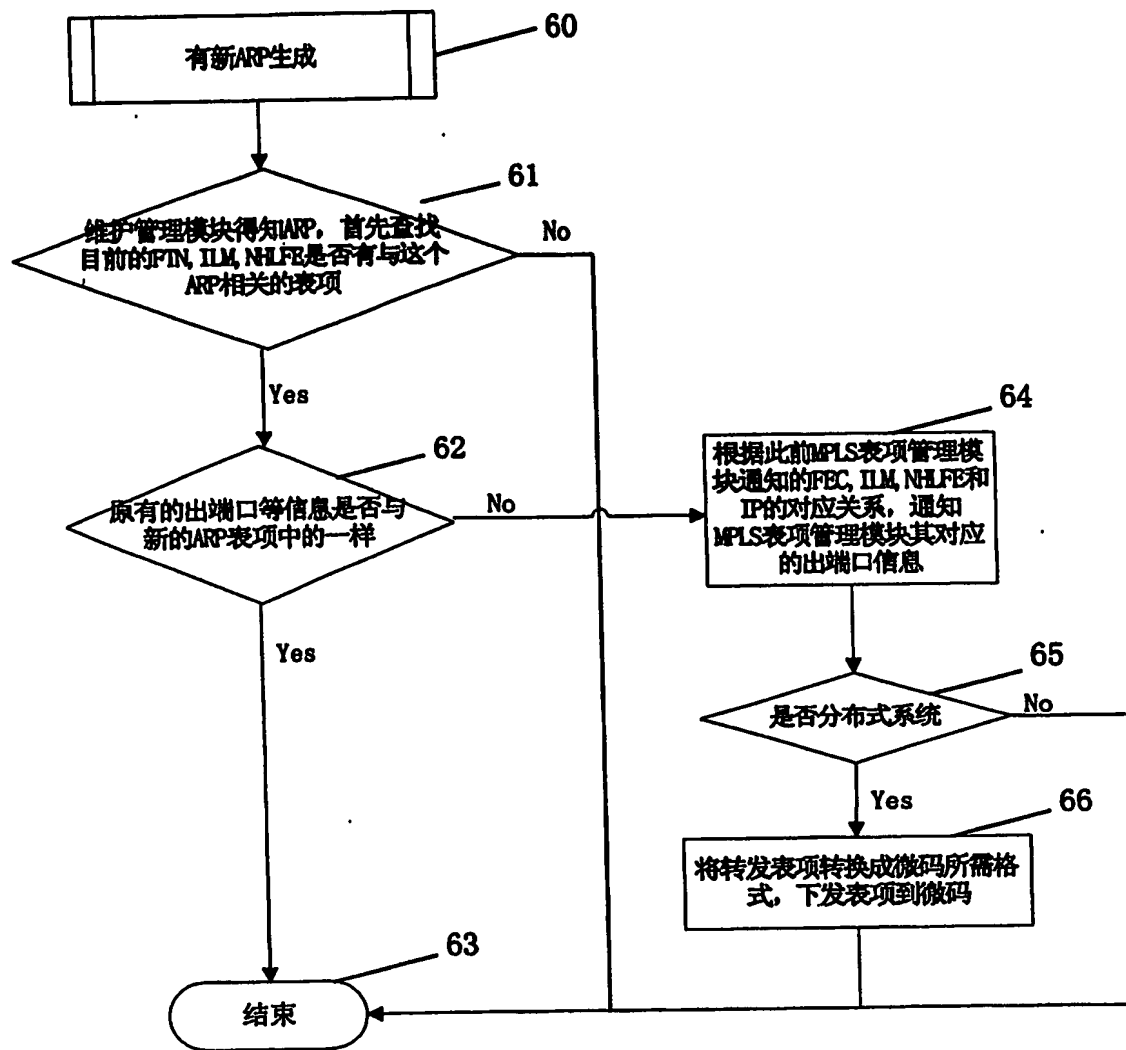 60
有新ARP生成
61
维护管理模块得知ARP，首先查找
目前的FTN, ILM, NHLFE是否有与这个
ARP相关的表项
No
Yes
62
原有的出端口等信息是否与
新的ARP表项中的一样
No
Yes
64
根据此前MPLS表项管理模
块通知的FEC, ILM, NHLFE和
IP的对应关系，通知
MPLS表项管理模块其对应
的出端口信息
65
是否分布式系统
No
Yes
66
将转发表项转换成微码所需格
式，下发表项到微码
63
结束